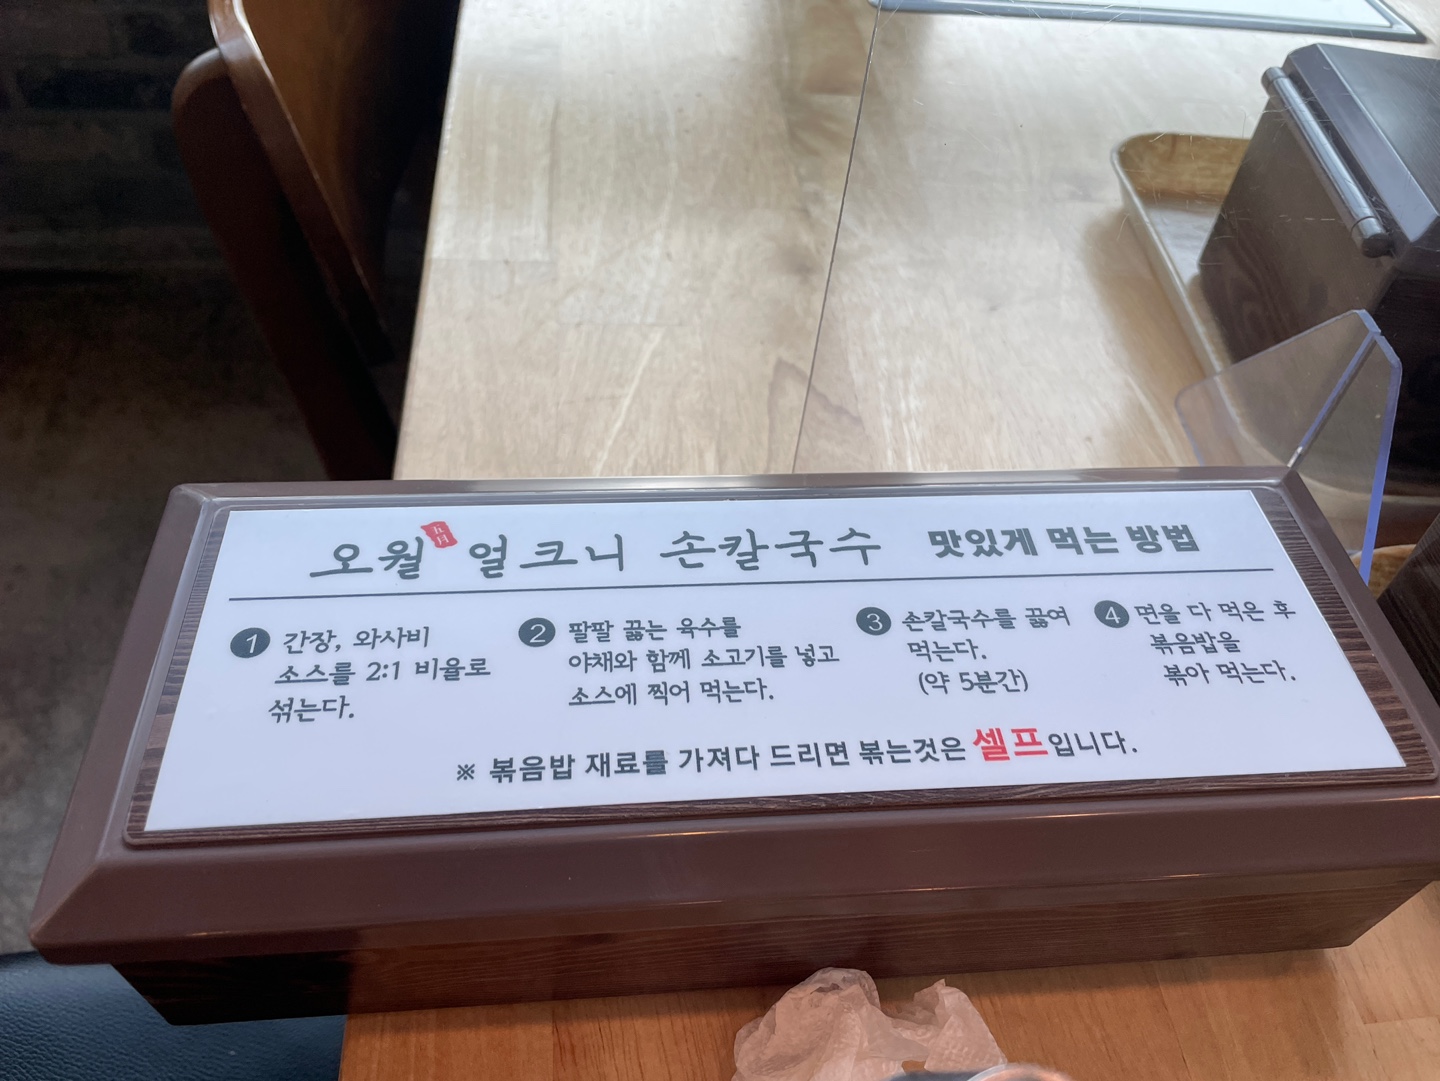 오월 五月 얼크니 손칼국수 맛있게 먹는 방법
1 간장, 와사비
소스를 2:1 비율로
섞는다.
2 팔팔 끓는 육수를
야채와 함께 소고기를 넣고
소스에 찍어 먹는다.
3 손칼국수를 끓여
먹는다.
(약 5분간)
4 면을 다 먹은 후
볶음밥을
볶아 먹는다.
※ 볶음밥 재료를 가져다 드리면 볶는것은 셀프입니다.